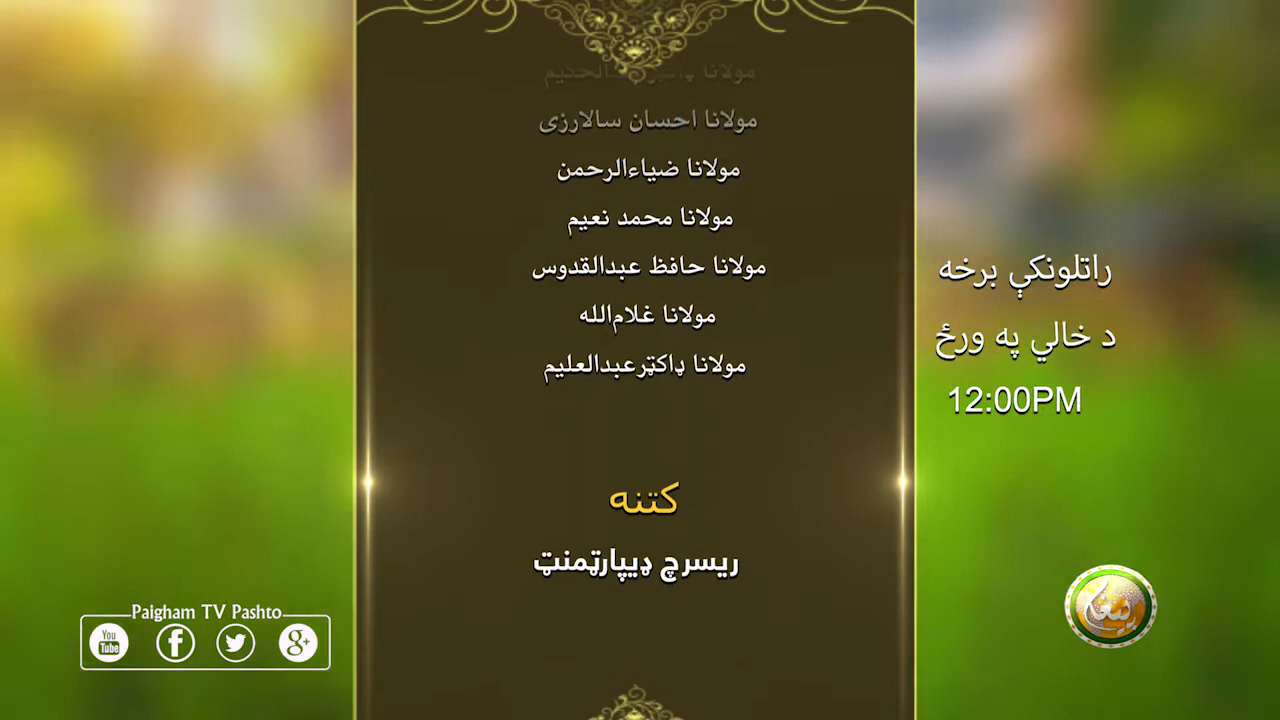 مولانا احسان سالارزی
مولانا ضیاءالرحمن
مولانا محمد نعیم
مولانا حافظ عبدالقدوس
مولانا غلام‌الله
مولانا ډاکټرعبدالعلیم
کتنه
ریسرچ ډیپارټمنټ
راتلونکې برخه
د خالي په ورځ
12:00PM
Paigham TV Pashto
You
Tube
پیغام